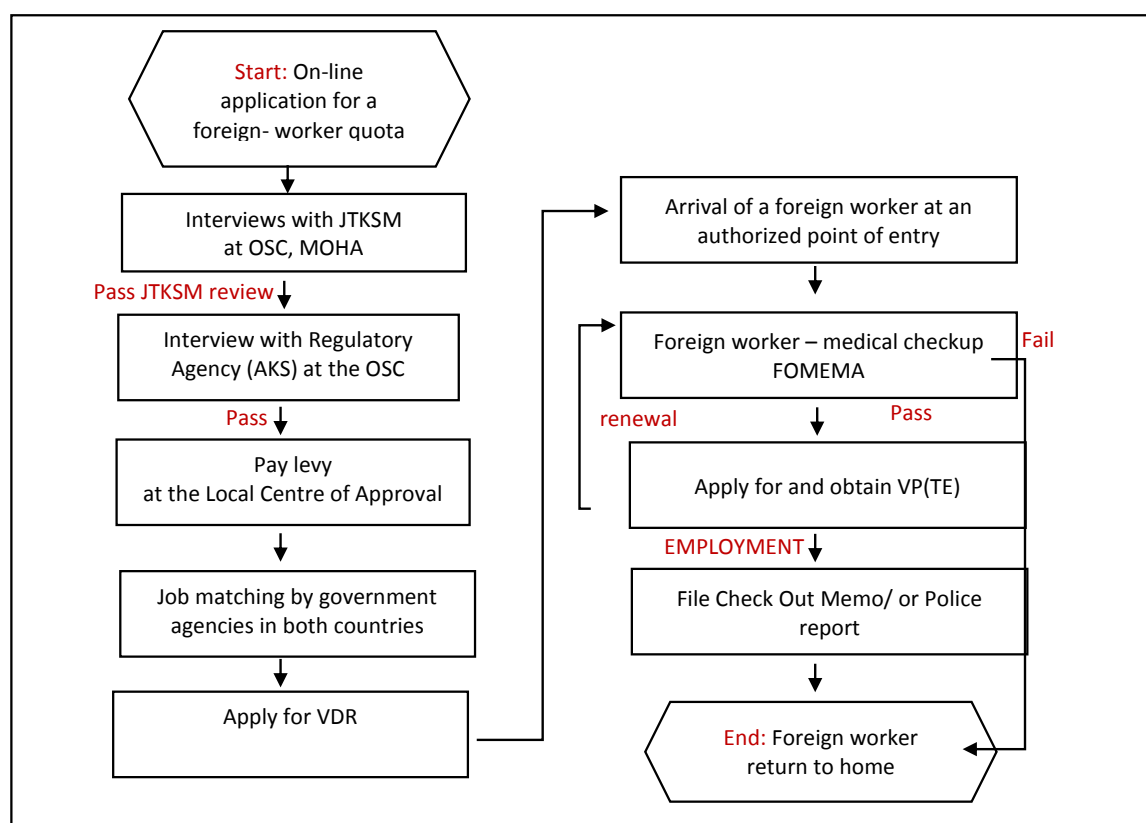 Start: On-line
application for a
foreign- worker quota
Interviews with JTKSM
at OSC, MOHA
Pass JTKSM review
Interview with Regulatory
Agency (AKS) at the OSC
Pass
Pay levy
at the Local Centre of Approval
Job matching by government
agencies in both countries
Apply for VDR
Arrival of a foreign worker at an
authorized point of entry
Foreign worker – medical checkup
FOMEMA
Fail
renewal
Pass
Apply for and obtain VP(TE)
EMPLOYMENT
File Check Out Memo/ or Police
report
End: Foreign worker
return to home